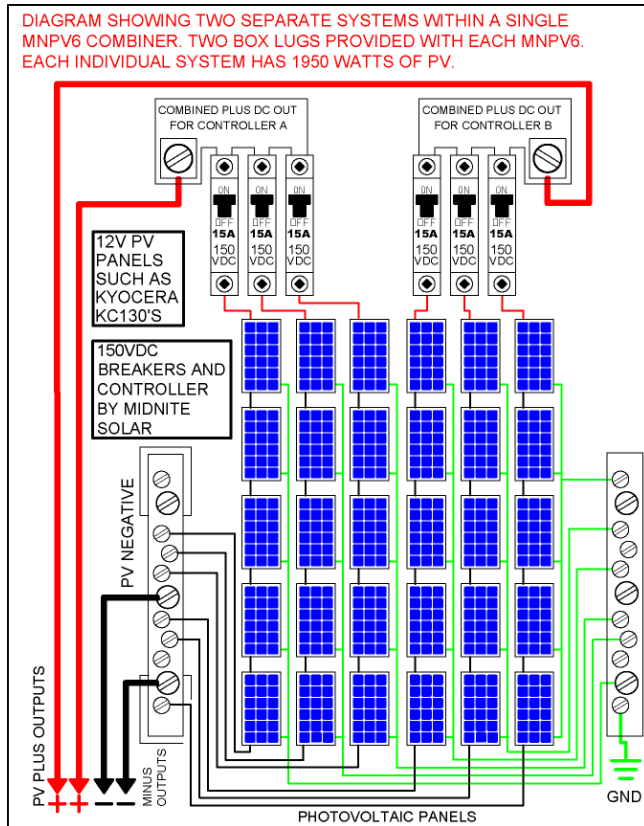 DIAGRAM SHOWING TWO SEPARATE SYSTEMS WITHIN A SINGLE
MNPV6 COMBINER. TWO BOX LUGS PROVIDED WITH EACH MNPV6.
EACH INDIVIDUAL SYSTEM HAS 1950 WATTS OF PV.
COMBINED PLUS DC OUT
FOR CONTROLLER A
COMBINED PLUS DC OUT
FOR CONTROLLER B
ON
OFF
15A
150
VDC
ON
OFF
15A
150
VDC
ON
OFF
15A
150
VDC
ON
OFF
15A
150
VDC
ON
OFF
15A
150
VDC
ON
OFF
15A
150
VDC
12V PV
PANELS
SUCH AS
KYOCERA
KC130'S
150VDC
BREAKERS AND
CONTROLLER
BY MIDNITE
SOLAR
PV NEGATIVE
PV PLUS OUTPUTS
MINUS
OUTPUTS
+ + – –
PHOTOVOLTAIC PANELS
GND